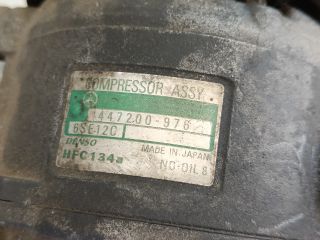 COMPRESSOR ASSY
447200-976
6SE12C
DENSO MADE IN JAPAN
HFC134a ND-OIL 8